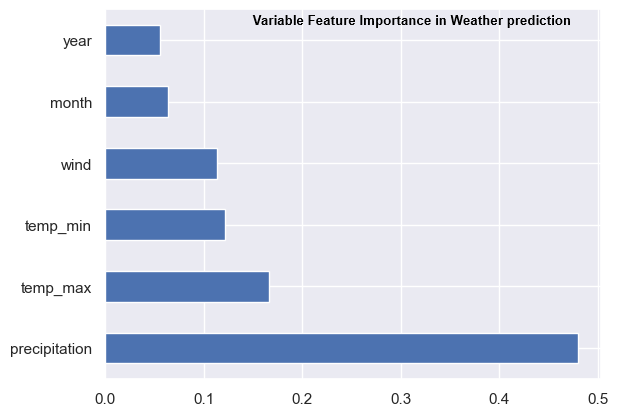 Variable Feature Importance in Weather prediction
year
month
wind
temp_min
temp_max
precipitation
0.0 0.1 0.2 0.3 0.4 0.5